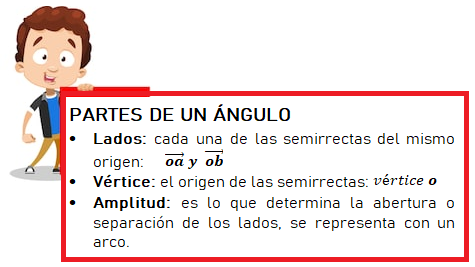 PARTES DE UN ÁNGULO
• Lados: cada una de las semirrectas del mismo
origen: $\overrightarrow{oa}$ y $\overrightarrow{ob}$
• Vértice: el origen de las semirrectas: vértice o
• Amplitud: es lo que determina la abertura o
separación de los lados, se representa con un
arco.